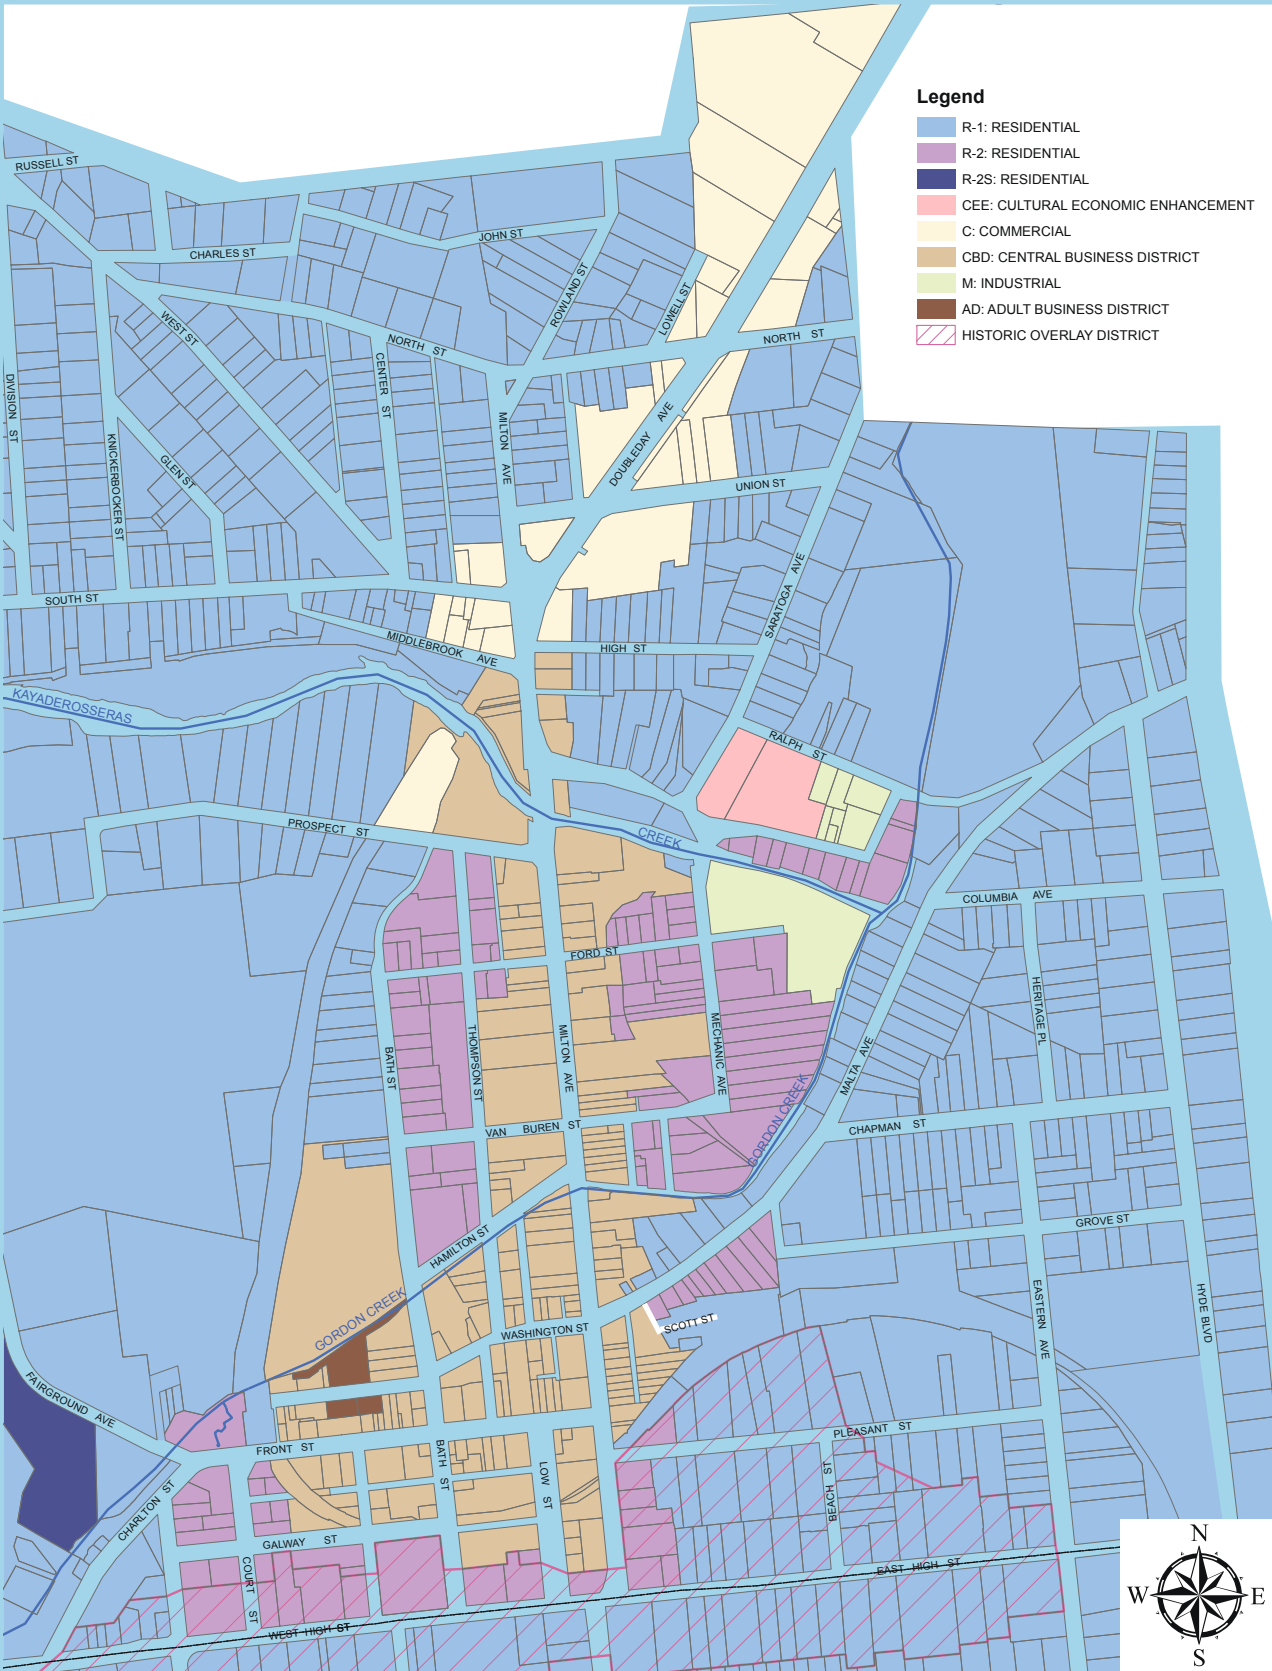 Legend
R-1: RESIDENTIAL
R-2: RESIDENTIAL
R-2S: RESIDENTIAL
CEE: CULTURAL ECONOMIC ENHANCEMENT
C: COMMERCIAL
CBD: CENTRAL BUSINESS DISTRICT
M: INDUSTRIAL
AD: ADULT BUSINESS DISTRICT
HISTORIC OVERLAY DISTRICT
RUSSELL ST
CHARLES ST
JOHN ST
ROWLAND ST
LOWELL ST
WEST ST
NORTH ST
NORTH ST
CENTER ST
DIVISION ST
KNICKERBOCKER ST
GLEN ST
MILTON AVE
DOUBLEDAY AVE
UNION ST
SARATOGA AVE
SOUTH ST
MIDDLEBROOK AVE
HIGH ST
KAYADEROSSERAS
CREEK
RALPH ST
PROSPECT ST
COLUMBIA AVE
FORD ST
HERITAGE PL
BATH ST
THOMPSON ST
MILTON AVE
MECHANIC AVE
MALTA AVE
GORDON CREEK
VAN BUREN ST
CHAPMAN ST
GROVE ST
HAMILTON ST
GORDON CREEK
WASHINGTON ST
SCOTT ST
EASTERN AVE
HYDE BLVD
FAIRGROUND AVE
FRONT ST
BATH ST
LOW ST
PLEASANT ST
BEACH ST
CHARLTON ST
GALWAY ST
COURT ST
EAST HIGH ST
WEST HIGH ST
N
W
E
S